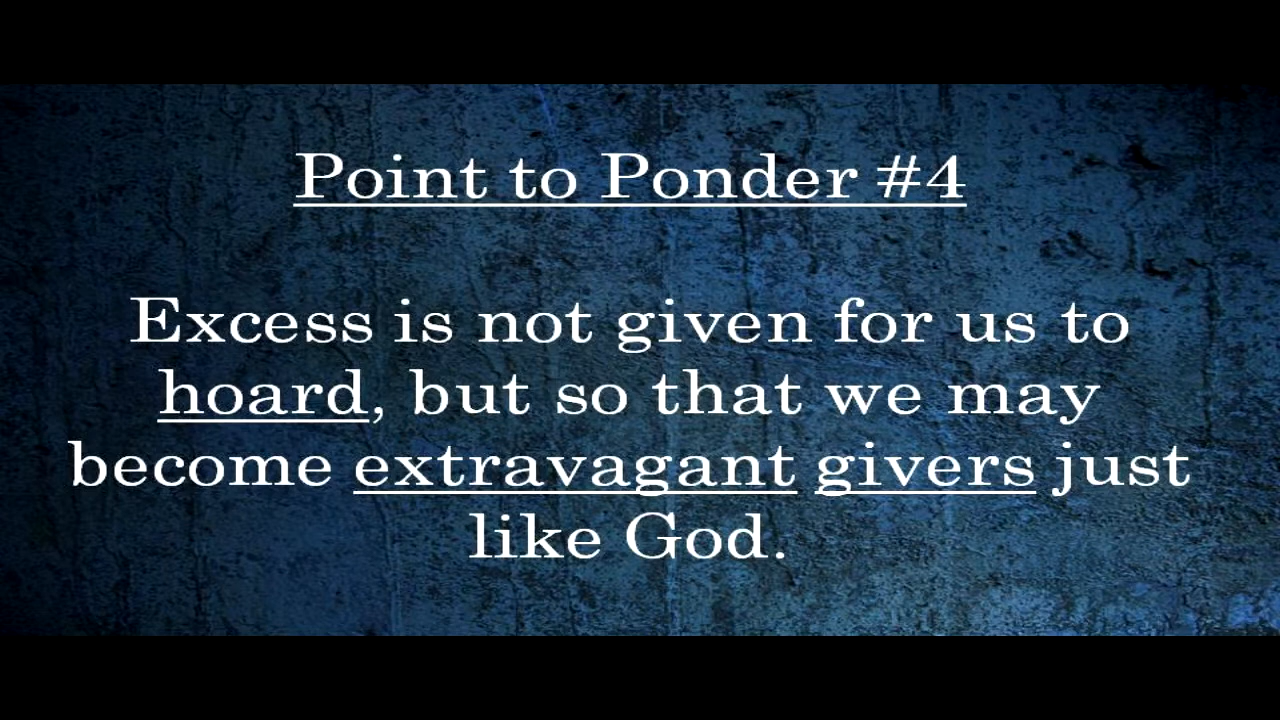 Point to Ponder #4
Excess is not given for us to
hoard, but so that we may
become extravagant givers just
like God.